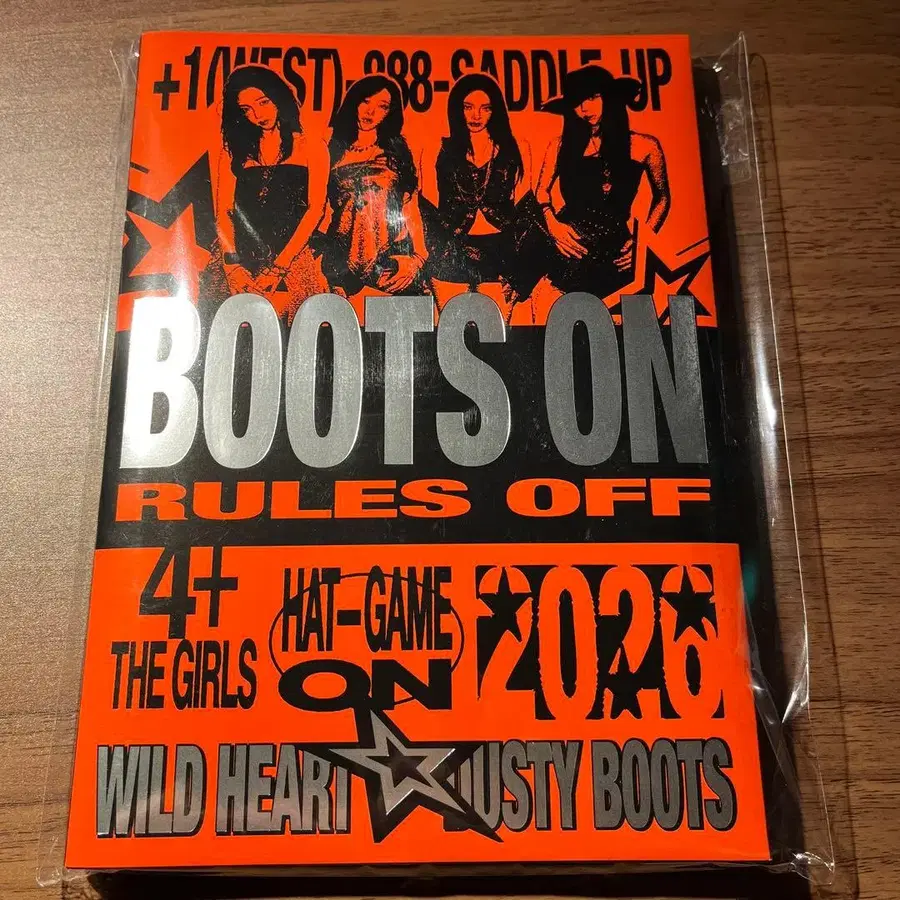 +1(WEST)-888-SADDLE-UP
BOOTS ON
RULES OFF
4+
THE GIRLS
HAT-GAME
ON
2026
WILD HEART DUSTY BOOTS